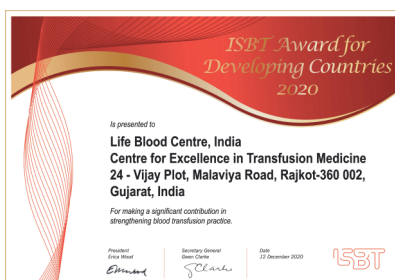 ISBT Award for
Developing Countries
2020
Is presented to
Life Blood Centre, India
Centre for Excellence in Transfusion Medicine
24 - Vijay Plot, Malaviya Road, Rajkot-360 002,
Gujarat, India
For making a significant contribution in
strengthening blood transfusion practice.
President
Erica Wood
Secretary General
Gwen Clarke
Date
12 December 2020
ISBT